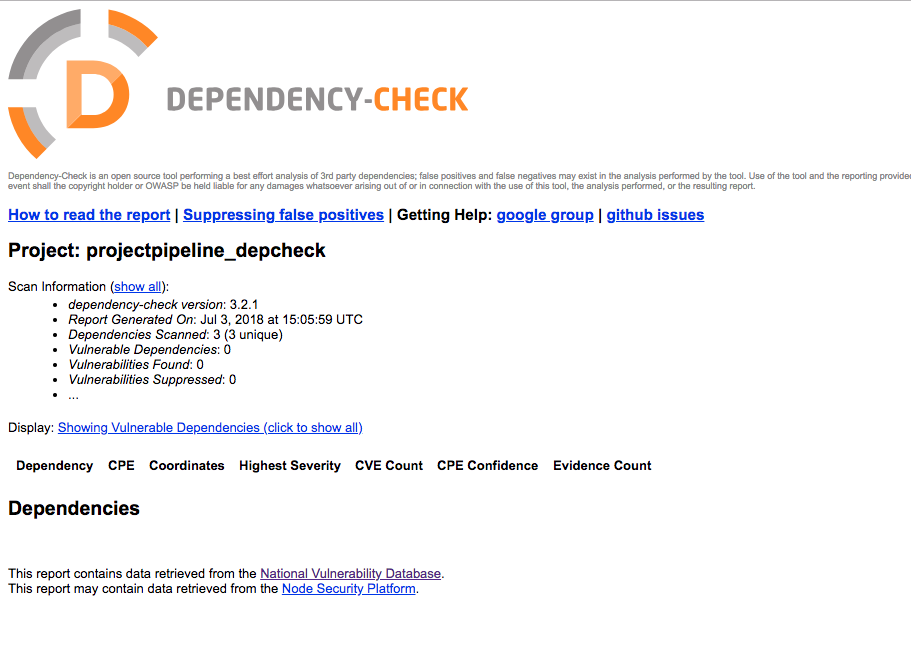 D
DEPENDENCY-CHECK
Dependency-Check is an open source tool performing a best effort analysis of 3rd party dependencies; false positives and false negatives may exist in the analysis performed by the tool. Use of the tool and the reporting provide
event shall the copyright holder or OWASP be held liable for any damages whatsoever arising out of or in connection with the use of this tool, the analysis performed, or the resulting report.
How to read the report | Suppressing false positives | Getting Help: google group | github issues
Project: projectpipeline_depcheck
Scan Information (show all):
• dependency-check version: 3.2.1
• Report Generated On: Jul 3, 2018 at 15:05:59 UTC
• Dependencies Scanned: 3 (3 unique)
• Vulnerable Dependencies: 0
• Vulnerabilities Found: 0
• Vulnerabilities Suppressed: 0
• ...
Display: Showing Vulnerable Dependencies (click to show all)
Dependency CPE Coordinates Highest Severity CVE Count CPE Confidence Evidence Count
Dependencies
This report contains data retrieved from the National Vulnerability Database.
This report may contain data retrieved from the Node Security Platform.